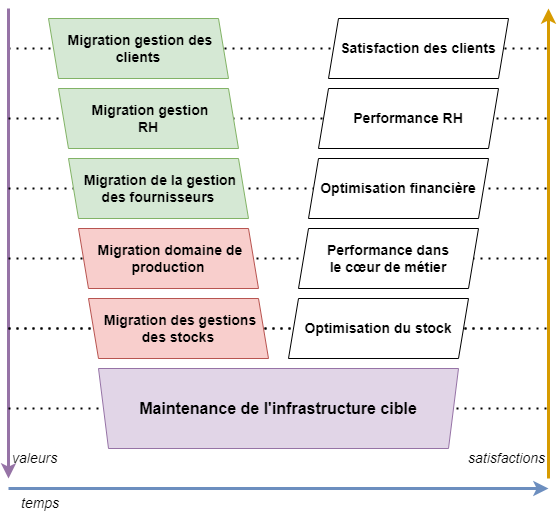 Migration gestion des
clients
Satisfaction des clients
Migration gestion
RH
Performance RH
Migration de la gestion
des fournisseurs
Optimisation financière
Migration domaine de
production
Performance dans
le cœur de métier
Migration des gestions
des stocks
Optimisation du stock
Maintenance de l'infrastructure cible
valeurs
satisfactions
temps